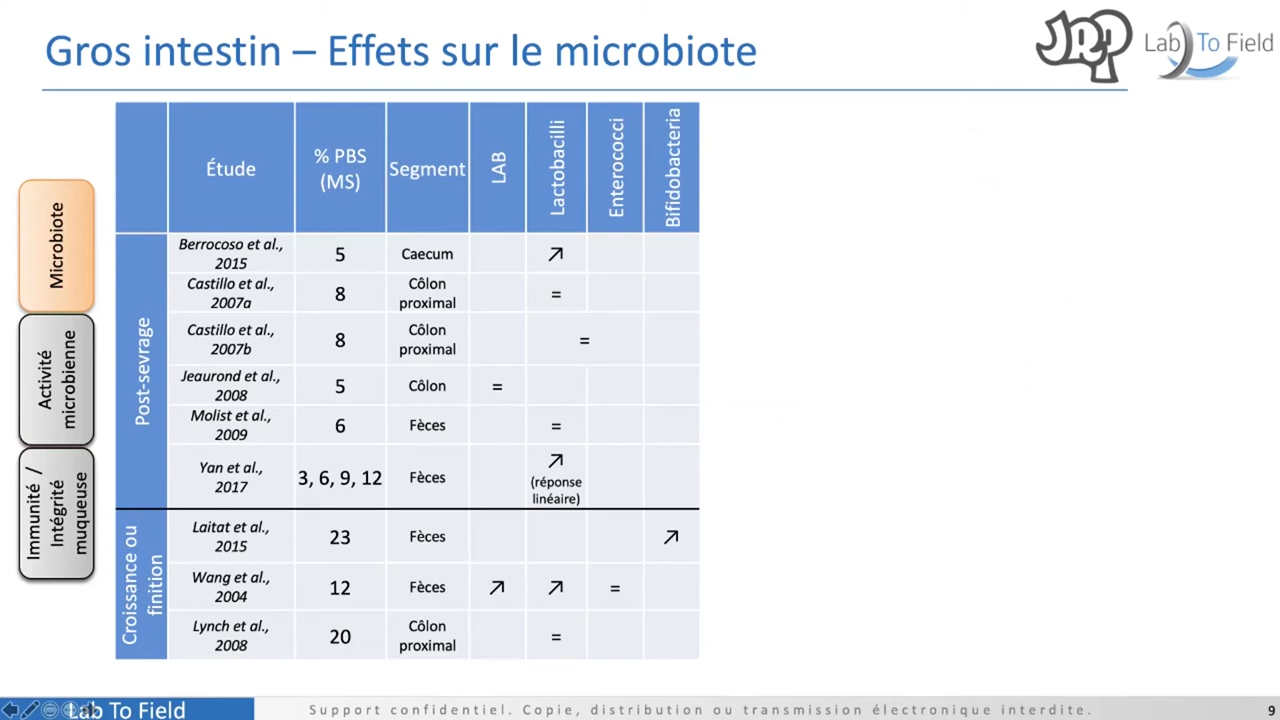 Gros intestin – Effets sur le microbiote
JRP
Lab To Field
Microbiote
Activité
microbienne
Immunité /
Intégrité
muqueuse
Étude
% PBS
(MS)
Segment
LAB
Lactobacilli
Enterococci
Bifidobacteria
Post-sevrage
Berrocoso et al.,
2015
5
Caecum
↗
Castillo et al.,
2007a
8
Côlon
proximal
=
Castillo et al.,
2007b
8
Côlon
proximal
=
Jeaurond et al.,
2008
5
Côlon
=
Molist et al.,
2009
6
Fèces
=
Yan et al.,
2017
3, 6, 9, 12
Fèces
↗
(réponse
linéaire)
Croissance ou
finition
Laitat et al.,
2015
23
Fèces
↗
Wang et al.,
2004
12
Fèces
↗
↗
=
Lynch et al.,
2008
20
Côlon
proximal
=
Lab To Field
Support confidentiel. Copie, distribution ou transmission électronique interdite.
9